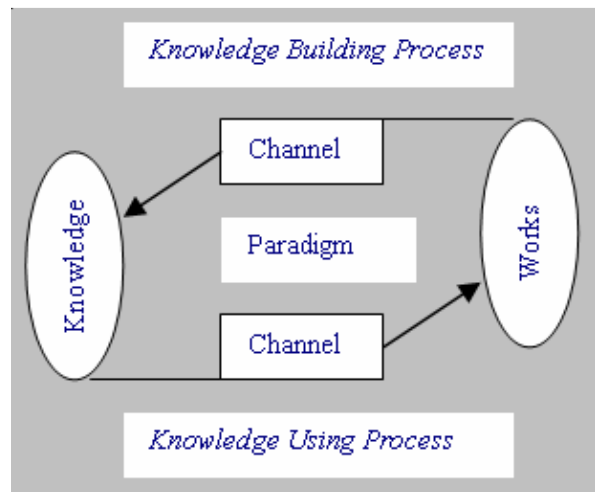 Knowledge Building Process
Channel
Knowledge
Paradigm
Works
Channel
Knowledge Using Process